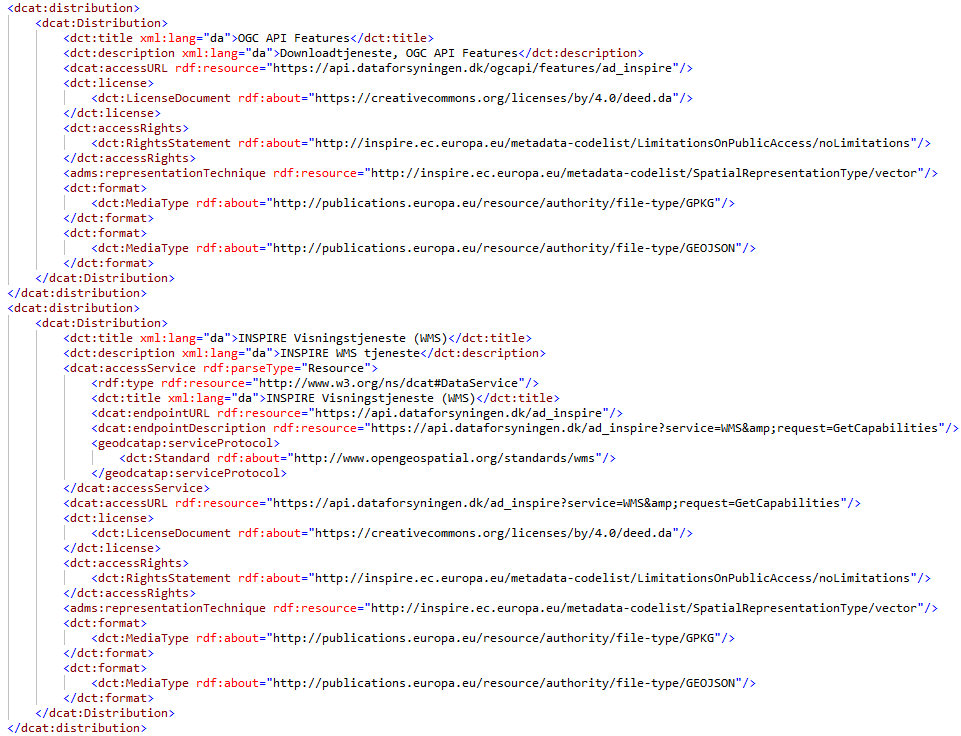 <dcat:distribution>
<dcat:Distribution>
<dct:title xml:lang="da">OGC API Features</dct:title>
<dct:description xml:lang="da">Downloadtjeneste, OGC API Features</dct:description>
<dcat:accessURL rdf:resource="https://api.dataforsyningen.dk/ogcapi/features/ad_inspire"/>
<dct:license>
<dct:LicenseDocument rdf:about="https://creativecommons.org/licenses/by/4.0/deed.da"/>
</dct:license>
<dct:accessRights>
<dct:RightsStatement rdf:about="http://inspire.ec.europa.eu/metadata-codelist/LimitationsOnPublicAccess/noLimitations"/>
</dct:accessRights>
<adms:representationTechnique rdf:resource="http://inspire.ec.europa.eu/metadata-codelist/SpatialRepresentationType/vector"/>
<dct:format>
<dct:MediaType rdf:about="http://publications.europa.eu/resource/authority/file-type/GPKG"/>
</dct:format>
<dct:format>
<dct:MediaType rdf:about="http://publications.europa.eu/resource/authority/file-type/GEOJSON"/>
</dct:format>
</dcat:Distribution>
</dcat:distribution>
<dcat:distribution>
<dcat:Distribution>
<dct:title xml:lang="da">INSPIRE Visningstjeneste (WMS)</dct:title>
<dct:description xml:lang="da">INSPIRE WMS tjeneste</dct:description>
<dcat:accessService rdf:parseType="Resource">
<rdf:type rdf:resource="http://www.w3.org/ns/dcat#DataService"/>
<dct:title xml:lang="da">INSPIRE Visningstjeneste (WMS)</dct:title>
<dcat:endpointURL rdf:resource="https://api.dataforsyningen.dk/ad_inspire"/>
<dcat:endpointDescription rdf:resource="https://api.dataforsyningen.dk/ad_inspire?service=WMS&amp;request=GetCapabilities"/>
<geodcatap:serviceProtocol>
<dct:Standard rdf:about="http://www.opengeospatial.org/standards/wms"/>
</geodcatap:serviceProtocol>
</dcat:accessService>
<dcat:accessURL rdf:resource="https://api.dataforsyningen.dk/ad_inspire?service=WMS&amp;request=GetCapabilities"/>
<dct:license>
<dct:LicenseDocument rdf:about="https://creativecommons.org/licenses/by/4.0/deed.da"/>
</dct:license>
<dct:accessRights>
<dct:RightsStatement rdf:about="http://inspire.ec.europa.eu/metadata-codelist/LimitationsOnPublicAccess/noLimitations"/>
</dct:accessRights>
<adms:representationTechnique rdf:resource="http://inspire.ec.europa.eu/metadata-codelist/SpatialRepresentationType/vector"/>
<dct:format>
<dct:MediaType rdf:about="http://publications.europa.eu/resource/authority/file-type/GPKG"/>
</dct:format>
<dct:format>
<dct:MediaType rdf:about="http://publications.europa.eu/resource/authority/file-type/GEOJSON"/>
</dct:format>
</dcat:Distribution>
</dcat:distribution>